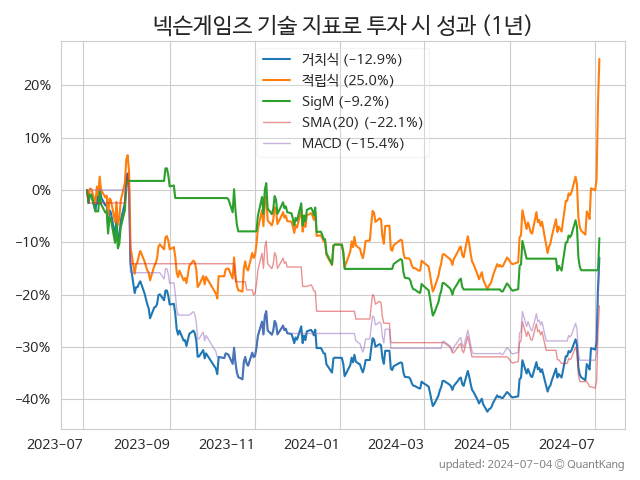 넥슨게임즈 기술 지표로 투자 시 성과 (1년)
거치식 (−12.9%)
적립식 (25.0%)
SigM (−9.2%)
SMA(20) (−22.1%)
MACD (−15.4%)
20%
10%
0%
−10%
−20%
−30%
−40%
2023−07 2023−09 2023−11 2024−01 2024−03 2024−05 2024−07
updated: 2024−07−04 © QuantKang